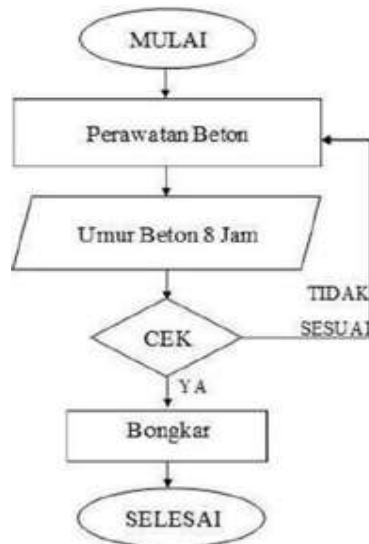 MULAI
Perawatan Beton
Umur Beton 8 Jam
TIDAK
SESUAI
CEK
YA
Bongkar
SELESAI